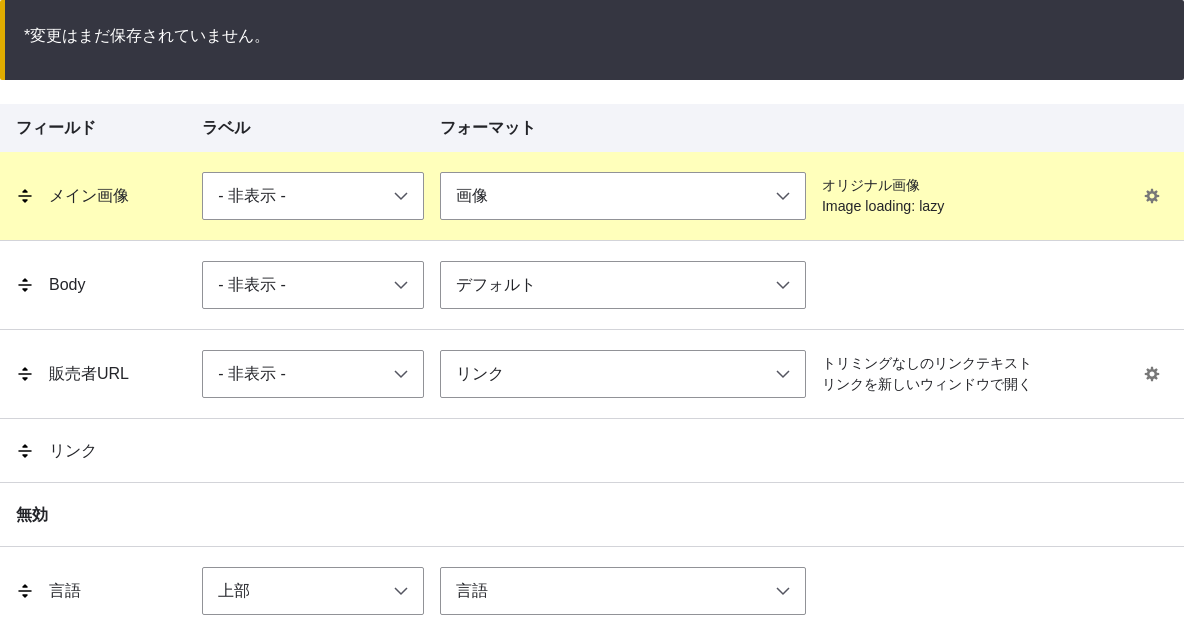 *変更はまだ保存されていません。
フィールド ラベル フォーマット
メイン画像 - 非表示 - 画像 オリジナル画像
Image loading: lazy
Body - 非表示 - デフォルト
販売者URL - 非表示 - リンク トリミングなしのリンクテキスト
リンクを新しいウィンドウで開く
リンク
無効
言語 上部 言語